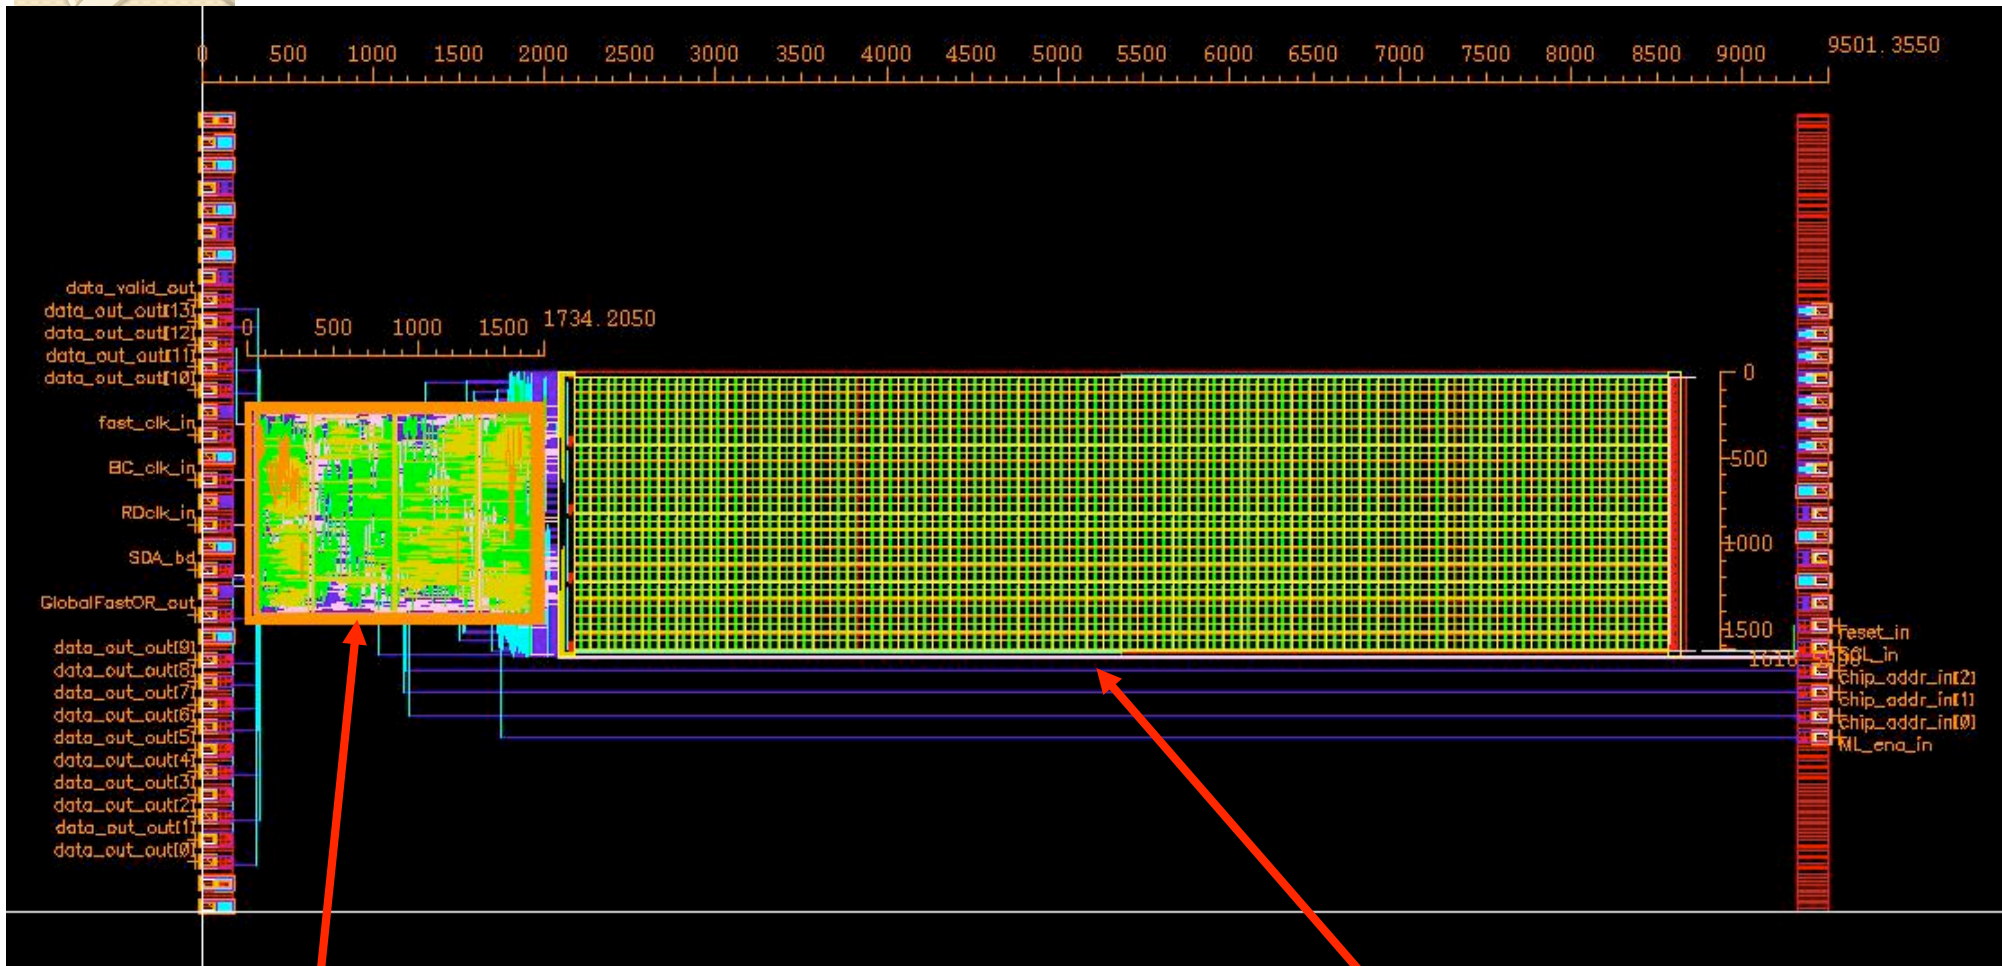 0 500 1000 1500 2000 2500 3000 3500 4000 4500 5000 5500 6000 6500 7000 7500 8000 8500 9000 9501.3550
data_valid_out
data_out_out[13]
data_out_out[12]
data_out_out[11]
data_out_out[10]
fast_clk_in
BC_clk_in
RDclk_in
SDA_bd
GlobalFastOR_out
data_out_out[9]
data_out_out[8]
data_out_out[7]
data_out_out[6]
data_out_out[5]
data_out_out[4]
data_out_out[3]
data_out_out[2]
data_out_out[1]
data_out_out[0]
0 500 1000 1500 1734.2050
0
500
1000
1500
reset_in
SCL_in
chip_addr_in[2]
chip_addr_in[1]
chip_addr_in[0]
ML_ena_in